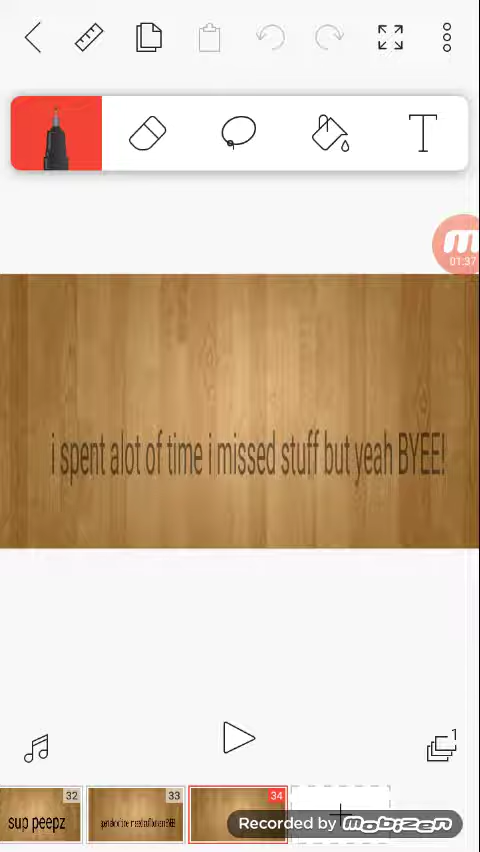 01:37
i spent alot of time i missed stuff but yeah BYEE!
1
32
33
34
sup peepz
Recorded by mobizen